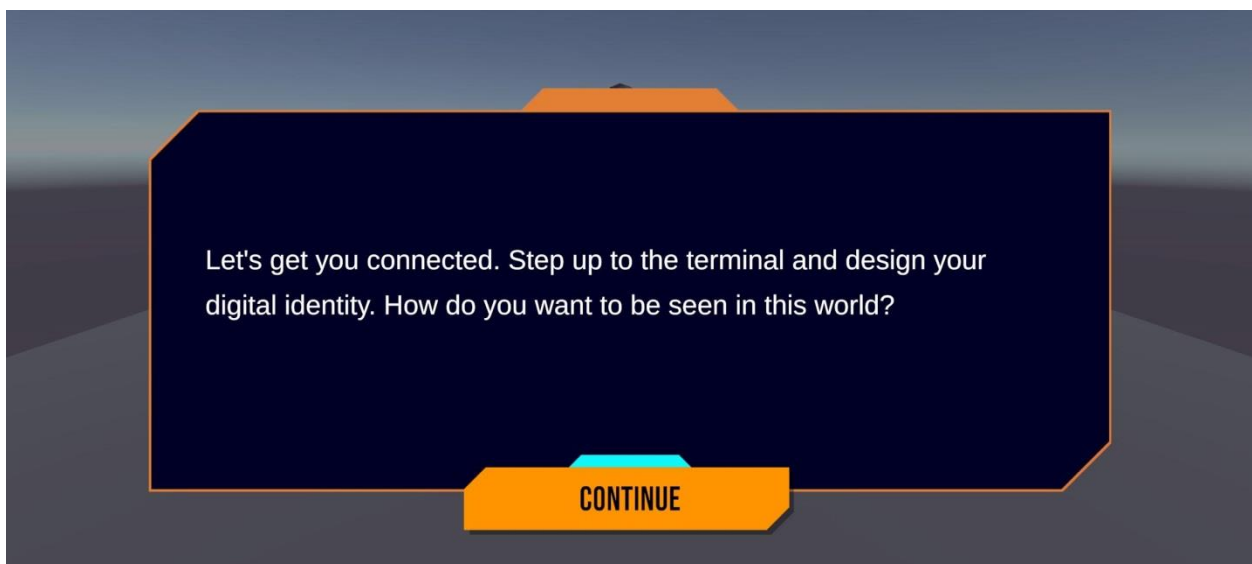 Let's get you connected. Step up to the terminal and design your
digital identity. How do you want to be seen in this world?
CONTINUE